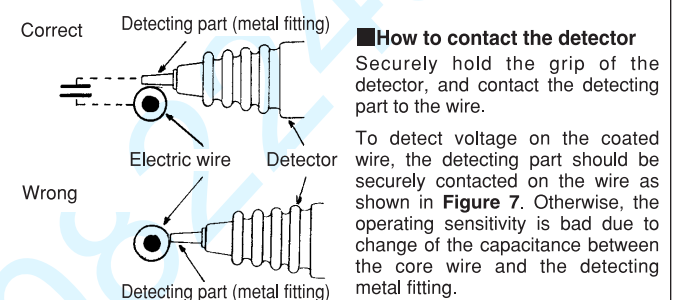 Correct
Detecting part (metal fitting)
Electric wire
Detector
Wrong
Detecting part (metal fitting)
■How to contact the detector
Securely hold the grip of the
detector, and contact the detecting
part to the wire.
To detect voltage on the coated
wire, the detecting part should be
securely contacted on the wire as
shown in Figure 7. Otherwise, the
operating sensitivity is bad due to
change of the capacitance between
the core wire and the detecting
metal fitting.